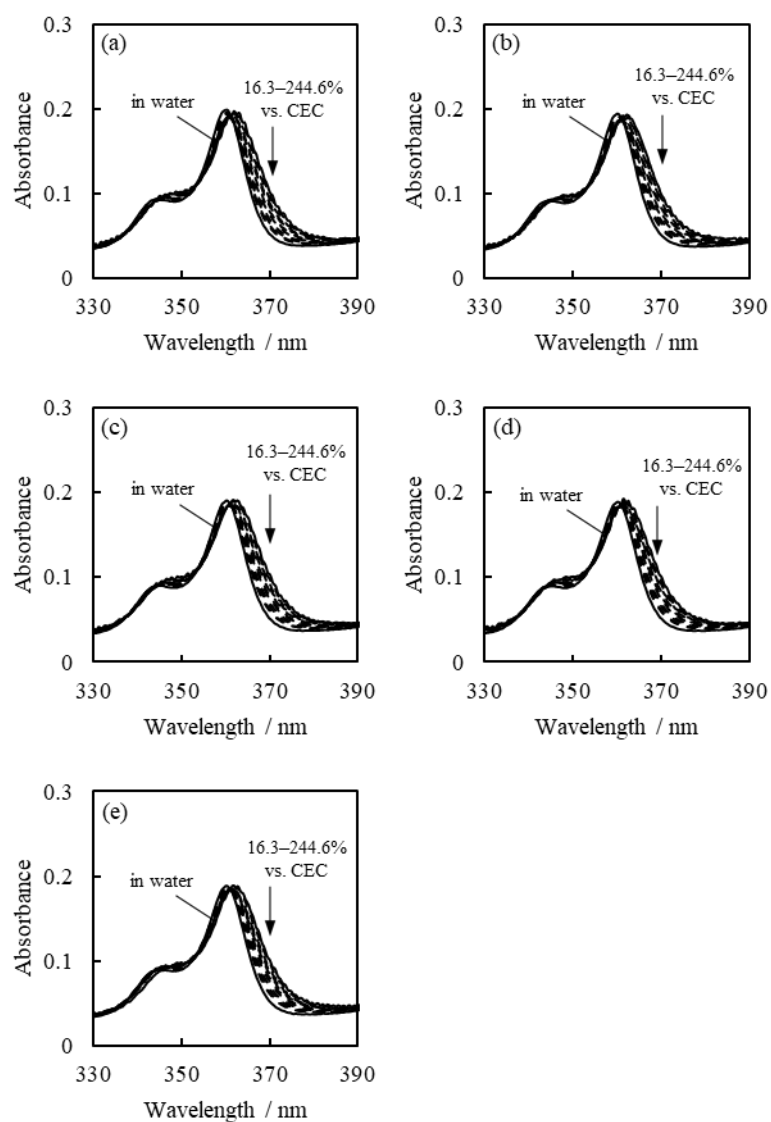 0.3
(a)
16.3–244.6%
vs. CEC
in water
0.2
0.1
0
Absorbance
330 350 370 390
Wavelength / nm
0.3
(b)
16.3–244.6%
vs. CEC
in water
0.2
0.1
0
Absorbance
330 350 370 390
Wavelength / nm
0.3
(c)
16.3–244.6%
vs. CEC
in water
0.2
0.1
0
Absorbance
330 350 370 390
Wavelength / nm
0.3
(d)
16.3–244.6%
vs. CEC
in water
0.2
0.1
0
Absorbance
330 350 370 390
Wavelength / nm
0.3
(e)
16.3–244.6%
vs. CEC
in water
0.2
0.1
0
Absorbance
330 350 370 390
Wavelength / nm